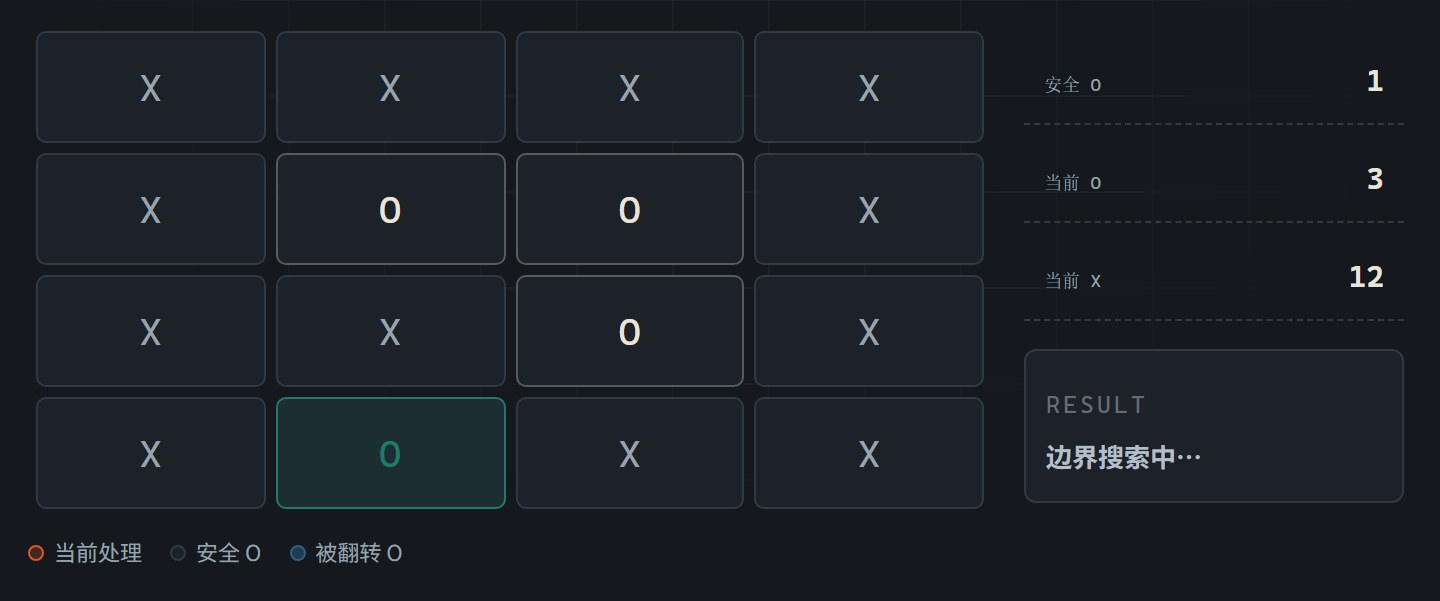 X X X X
X O O X
X X O X
X O X X
安全 O 1
当前 O 3
当前 X 12
RESULT
边界搜索中···
当前处理 安全 O 被翻转 O